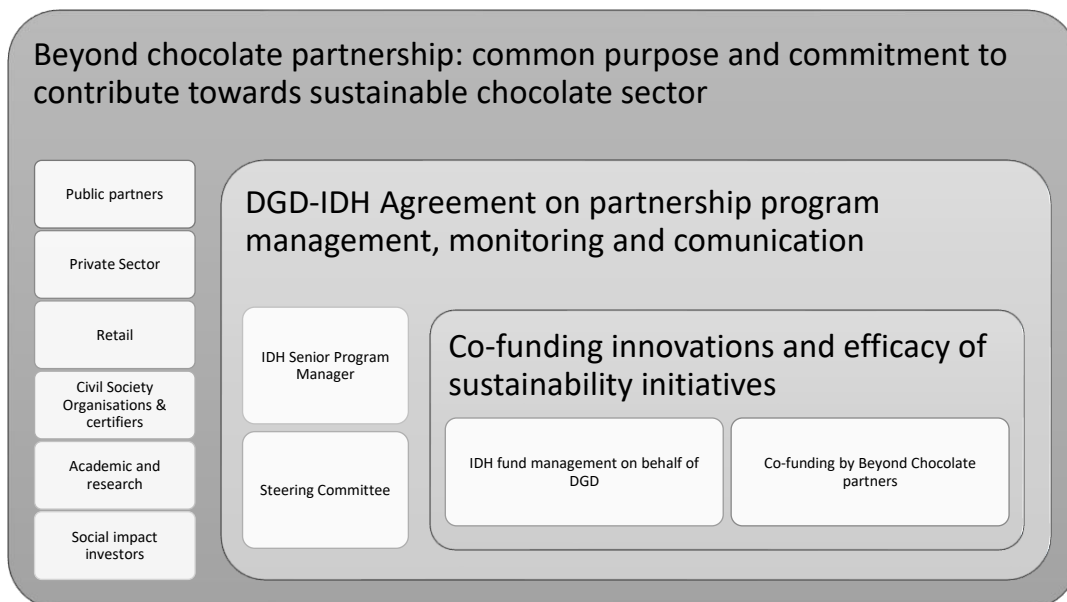 Beyond chocolate partnership: common purpose and commitment to
contribute towards sustainable chocolate sector
Public partners
Private Sector
Retail
Civil Society
Organisations &
certifiers
Academic and
research
Social impact
investors
DGD-IDH Agreement on partnership program
management, monitoring and comunication
IDH Senior Program
Manager
Steering Committee
Co-funding innovations and efficacy of
sustainability initiatives
IDH fund management on behalf of
DGD
Co-funding by Beyond Chocolate
partners